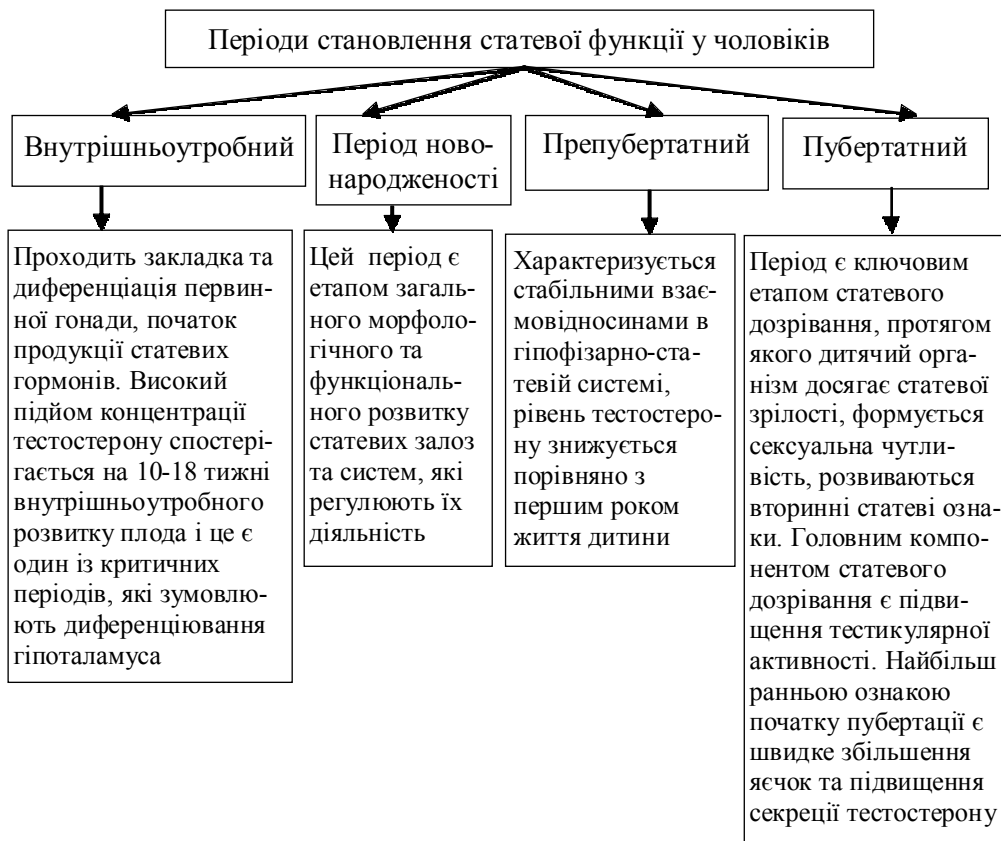 Періоди становлення статевої функції у чоловіків
Внутрішньоутробний
Період ново-
народженості
Препубертатний
Пубертатний
Проходить закладка та
диференціація первин-
ної гонади, початок
продукції статевих
гормонів. Високий
підйом концентрації
тестостерону спостері-
гається на 10-18 тижні
внутрішньоутробного
розвитку плода і це є
один із критичних
періодів, які зумовлю-
ють диференціювання
гіпоталамуса
Цей період є
етапом загаль-
ного морфоло-
гічного та
функціональ-
ного розвитку
статевих залоз
та систем, які
регулюють їх
діяльність
Характеризується
стабільними взає-
мовідносинами в
гіпофізарно-ста-
тевій системі,
рівень тестостеро-
ну знижується
порівняно з
першим роком
життя дитини
Період є ключовим
етапом статевого
дозрівання, протягом
якого дитячий орга-
нізм досягає статевої
зрілості, формується
сексуальна чутли-
вість, розвиваються
вторинні статеві озна-
ки. Головним компо-
нентом статевого
дозрівання є підви-
щення тестикулярної
активності. Найбільш
ранньою ознакою
початку пубертації є
швидке збільшення
яєчок та підвищення
секреції тестостерону